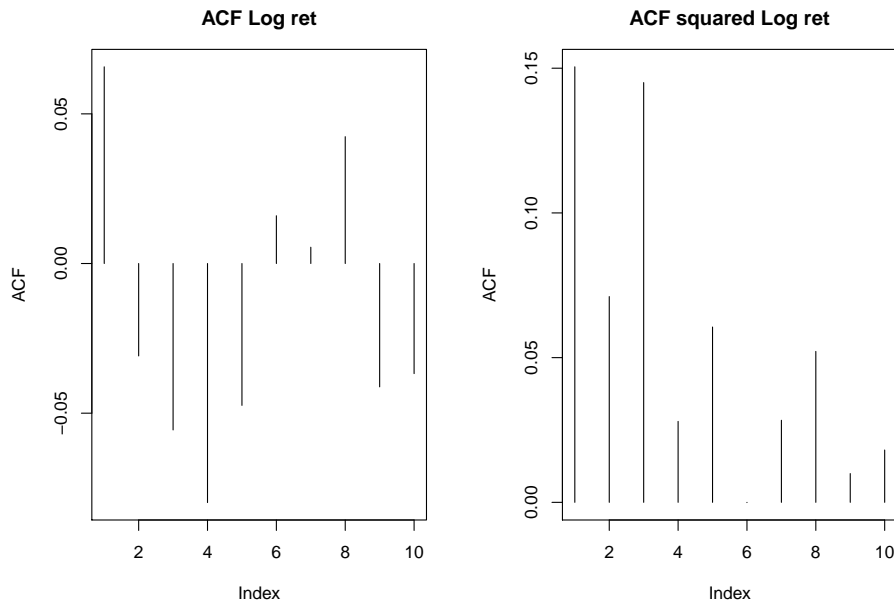 ACF Log ret
ACF
0.05
0.00
−0.05
2 4 6 8 10
Index
ACF squared Log ret
ACF
0.15
0.10
0.05
0.00
2 4 6 8 10
Index